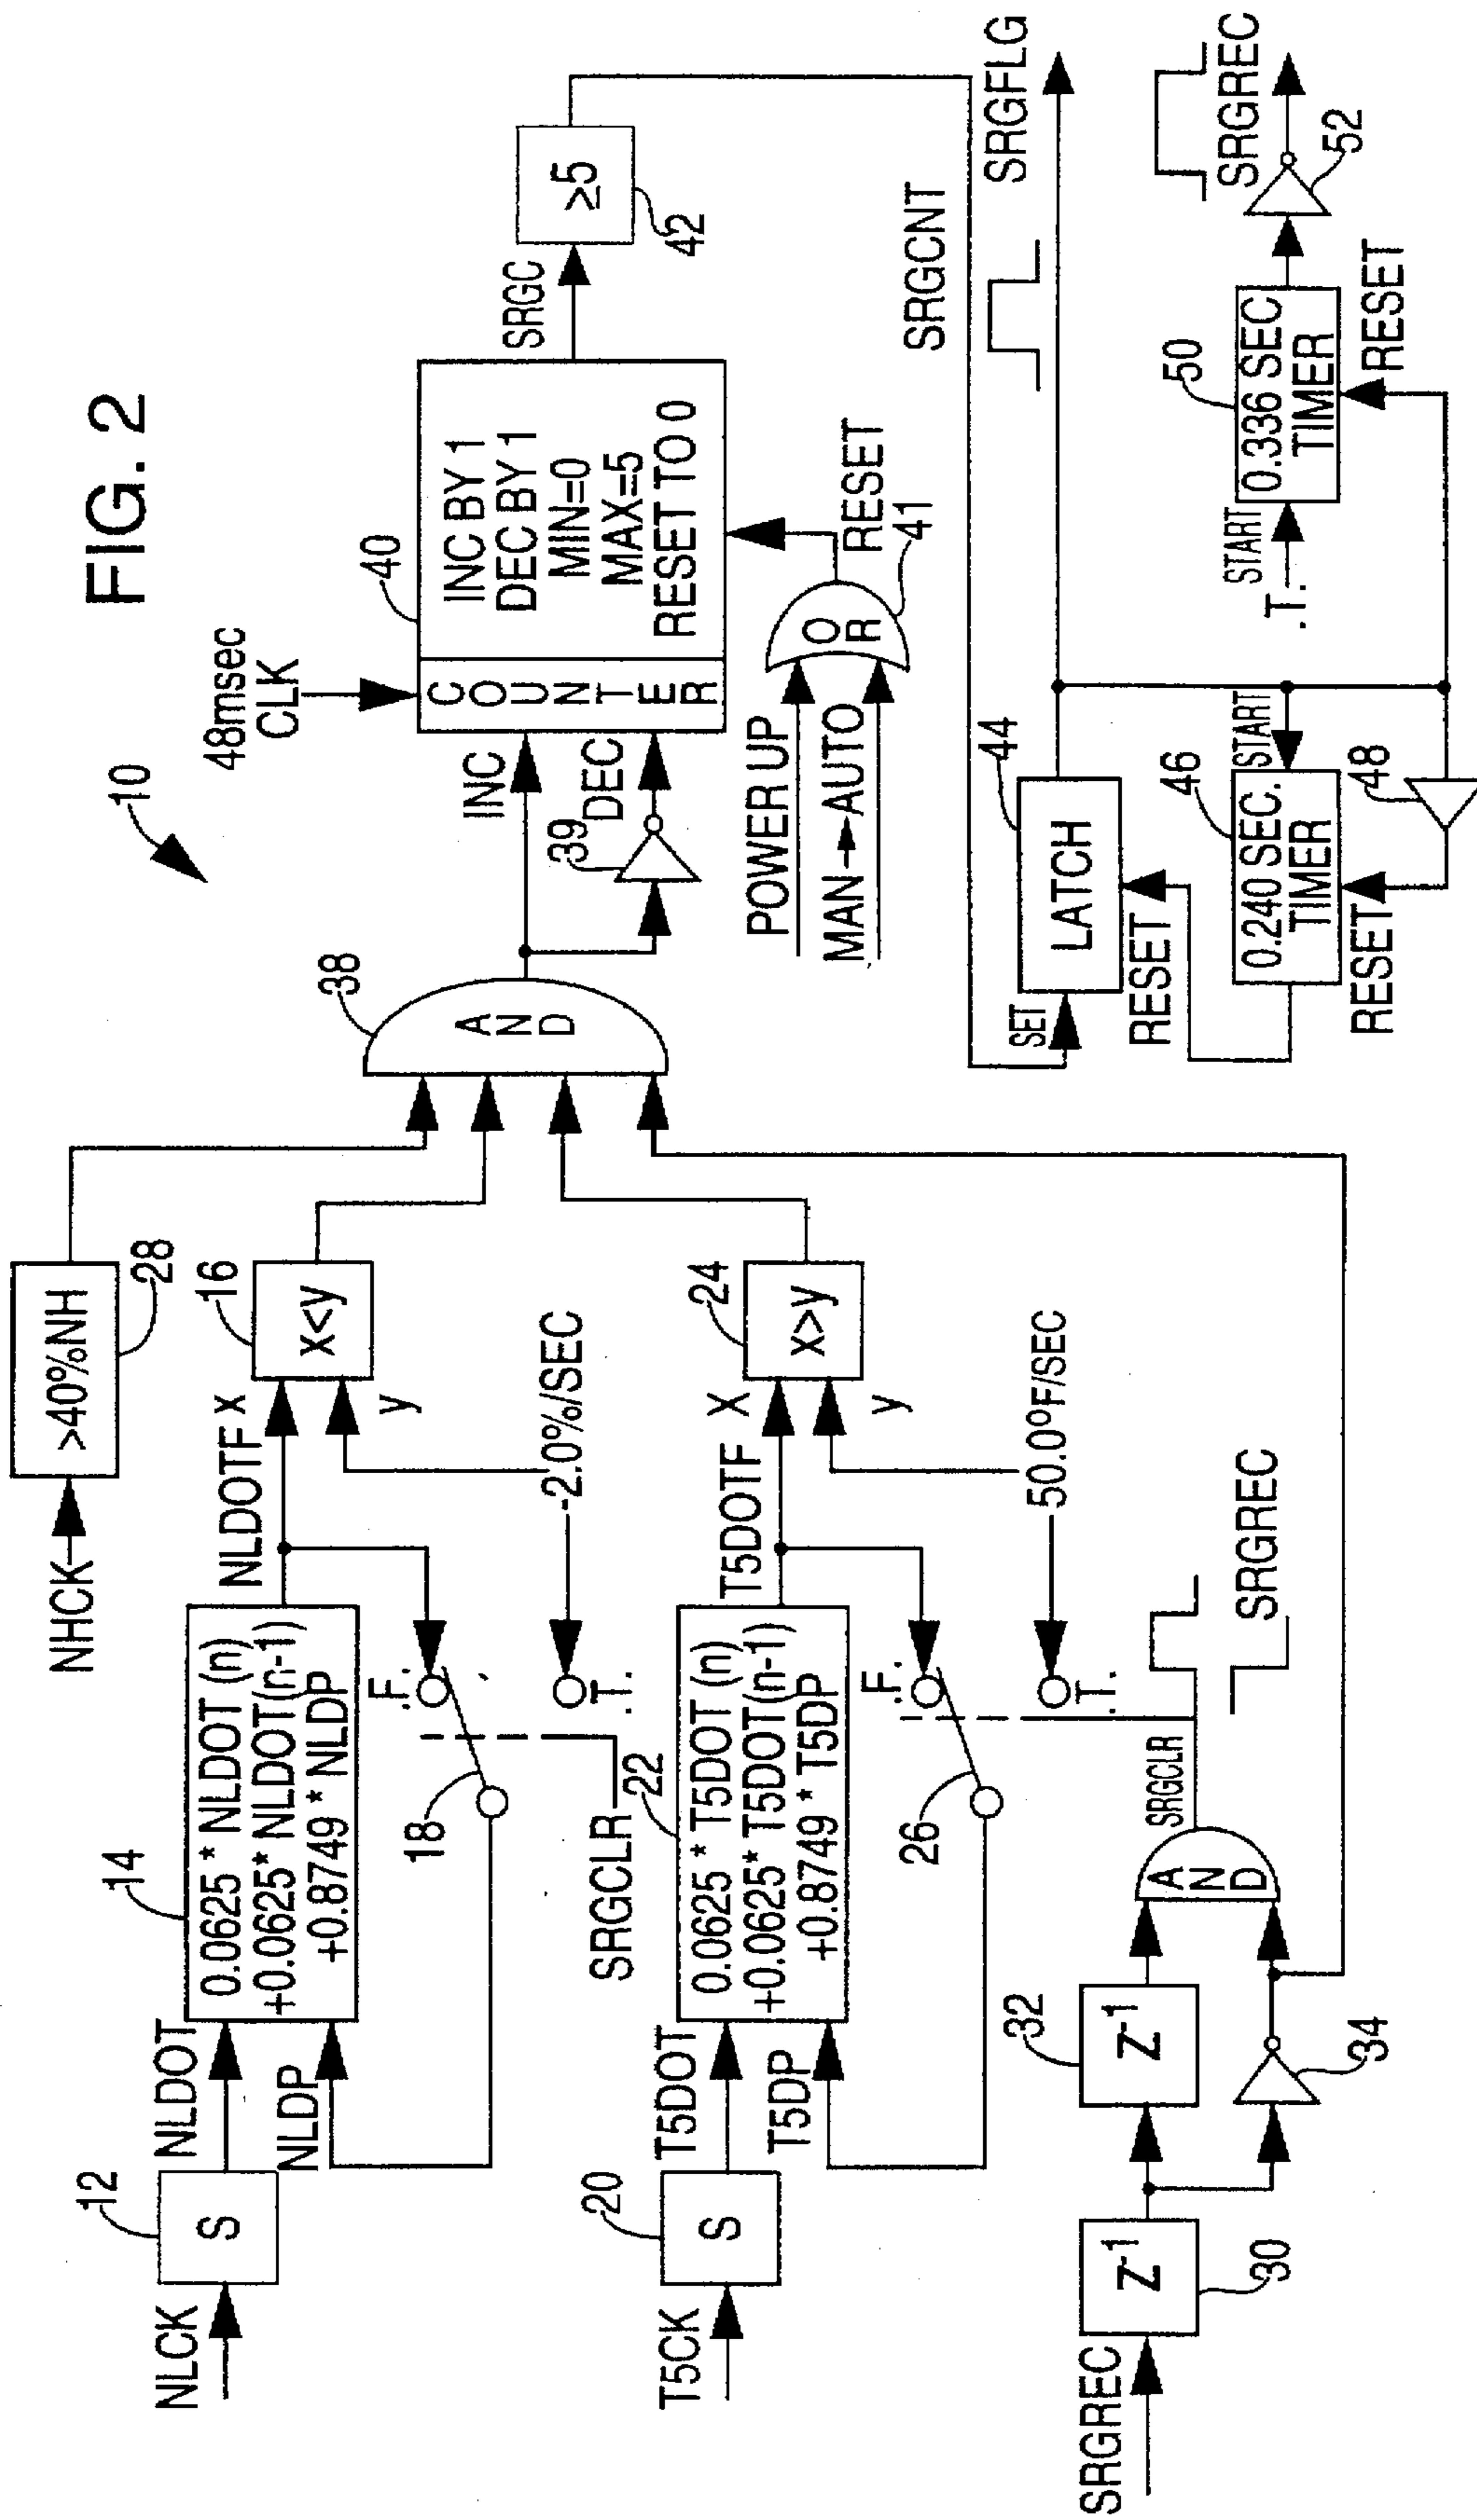 FIG. 2
10
NHCK
>40%NH
28
NLCK
S
12
NLDOT
NLDP
14
0.0625 * NLDOT (n)
+0.0625* NLDOT(n-1)
+0.8749 * NLDP
NLDOTF
x
y
x<y
16
-2.0%/SEC
.F.
.T.
18
SRGCLR
T5CK
S
20
T5DOT
T5DP
22
0.0625 * T5DOT (n)
+0.0625* T5DOT(n-1)
+0.8749 * T5DP
T5DOTF
X
y
x>y
24
50.0°F/SEC
.F.
.T.
26
SRGREC
Z-1
30
Z-1
32
34
AND
SRGCLR
SRGREC
AND
38
INC
DEC
39
48msec
CLK
40
COUNTER
INC BY 1
DEC BY 1
MIN=0
MAX=5
RESET TO 0
POWER UP
MAN→AUTO
OR
41
RESET
SRGC
≥5
42
SRGCNT
SET
LATCH
44
RESET
SRGFLG
START
46
0.240 SEC.
TIMER
RESET
48
.T.
START
50
0.336 SEC
TIMER
RESET
52
SRGREC